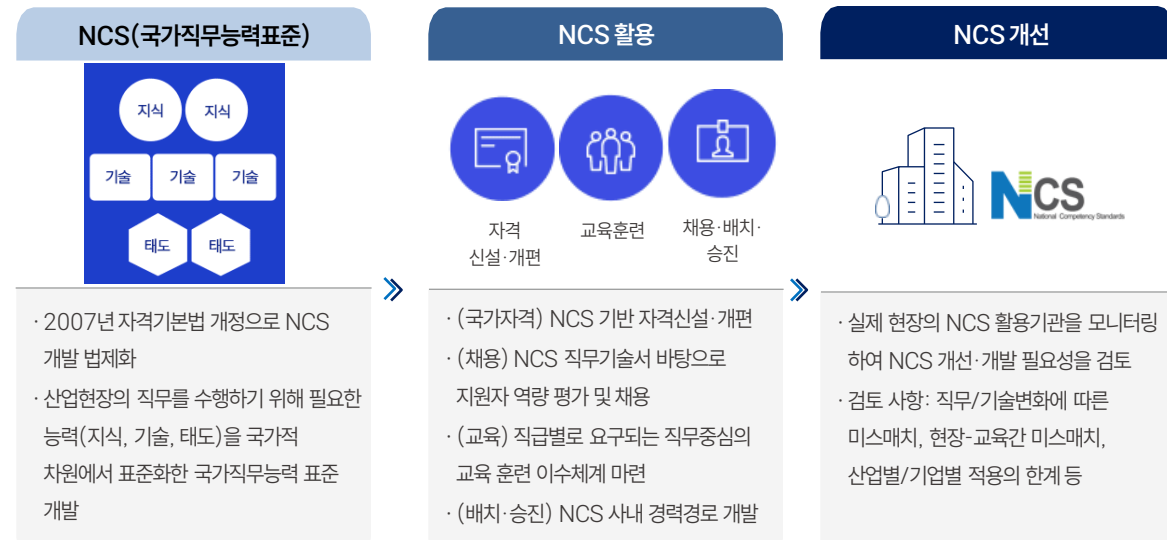 NCS(국가직무능력표준)
지식 지식
기술 기술 기술
태도 태도
· 2007년 자격기본법 개정으로 NCS
개발 법제화
· 산업현장의 직무를 수행하기 위해 필요한
능력(지식, 기술, 태도)을 국가적
차원에서 표준화한 국가직무능력 표준
개발
NCS 활용
자격
신설·개편
교육훈련
채용·배치·
승진
· (국가자격) NCS 기반 자격신설·개편
· (채용) NCS 직무기술서 바탕으로
지원자 역량 평가 및 채용
· (교육) 직급별로 요구되는 직무중심의
교육 훈련 이수체계 마련
· (배치·승진) NCS 사내 경력경로 개발
NCS 개선
NCS
National Competency Standards
· 실제 현장의 NCS 활용기관을 모니터링
하여 NCS 개선·개발 필요성을 검토
· 검토 사항: 직무/기술변화에 따른
미스매치, 현장-교육간 미스매치,
산업별/기업별 적용의 한계 등